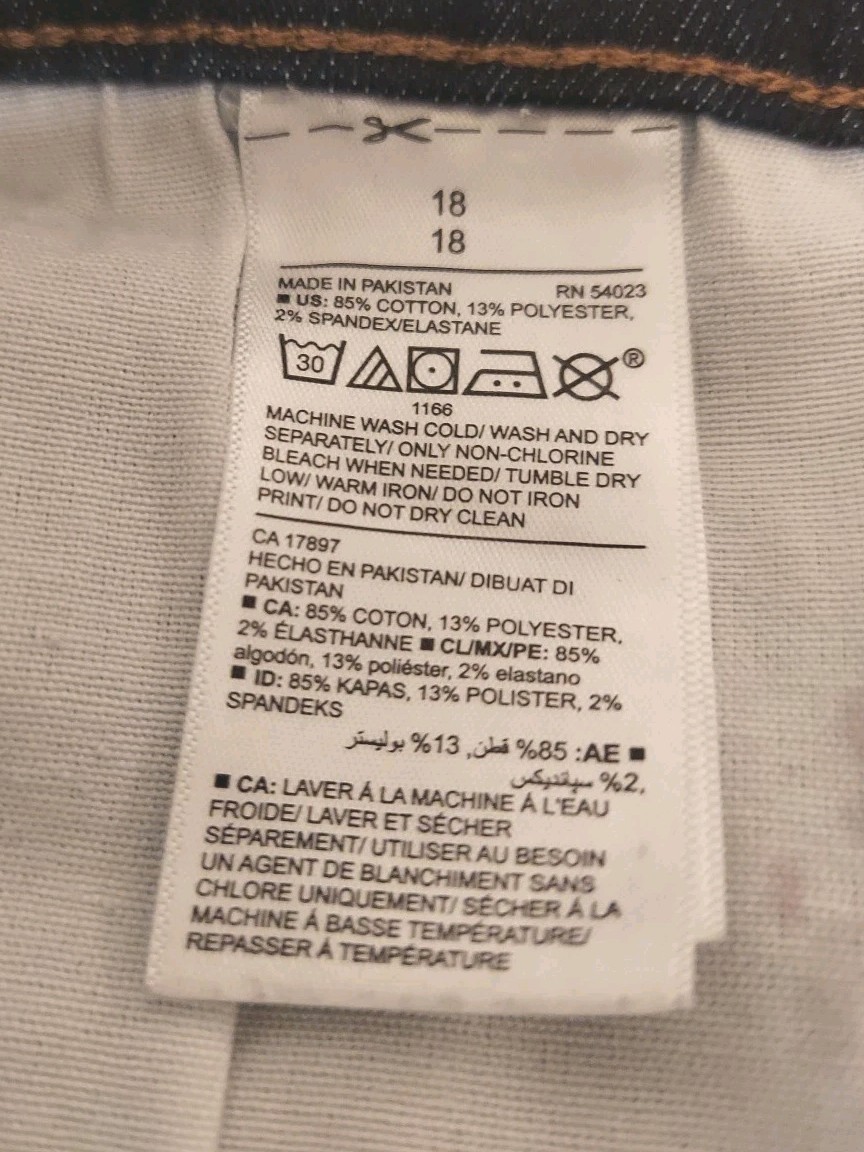 18
18
MADE IN PAKISTAN RN 54023
■ US: 85% COTTON, 13% POLYESTER,
2% SPANDEX/ELASTANE
30 ®
1166
MACHINE WASH COLD/ WASH AND DRY
SEPARATELY/ ONLY NON-CHLORINE
BLEACH WHEN NEEDED/ TUMBLE DRY
LOW/ WARM IRON/ DO NOT IRON
PRINT/ DO NOT DRY CLEAN
CA 17897
HECHO EN PAKISTAN/ DIBUAT DI
PAKISTAN
■ CA: 85% COTON, 13% POLYESTER,
2% ÉLASTHANNE ■ CL/MX/PE: 85%
algodón, 13% poliéster, 2% elastano
■ ID: 85% KAPAS, 13% POLISTER, 2%
SPANDEKS
■ AE: 85% قطن, 13% بوليستر
,2% سپانديكس
■ CA: LAVER Á LA MACHINE Á L'EAU
FROIDE/ LAVER ET SÉCHER
SÉPAREMENT/ UTILISER AU BESOIN
UN AGENT DE BLANCHIMENT SANS
CHLORE UNIQUEMENT/ SÉCHER Á LA
MACHINE Á BASSE TEMPÉRATURE/
REPASSER Á TEMPÉRATURE